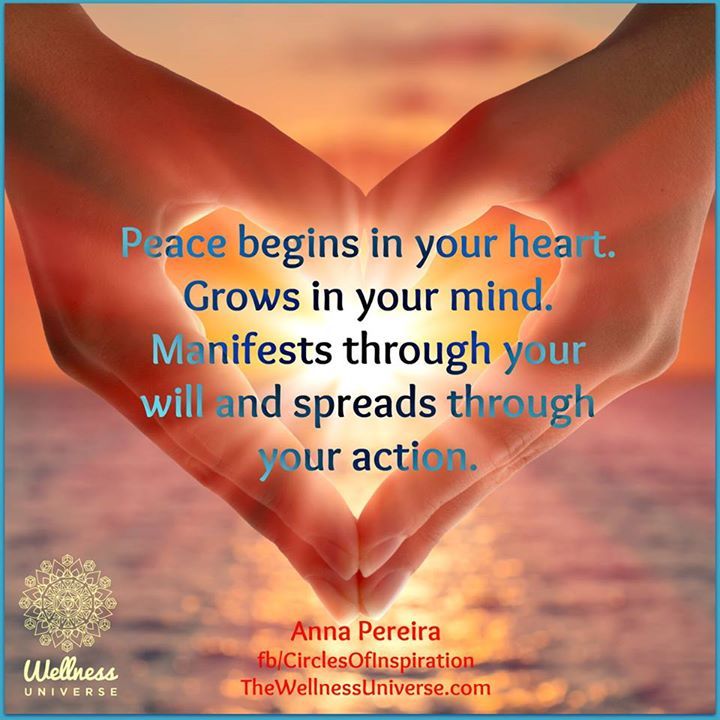 Peace begins in your heart.
Grows in your mind.
Manifests through your
will and spreads through
your action.
Anna Pereira
fb/CirclesOfInspiration
TheWellnessUniverse.com
Wellness
UNIVERSE